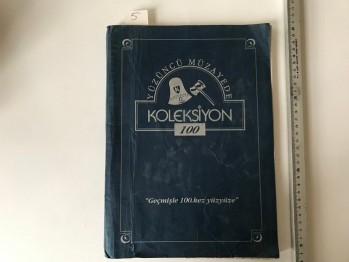 5
YÜZÜNCÜ MÜZAYEDE
KOLEKSİYON
100
"Geçmişle 100.kez yüzyüze"